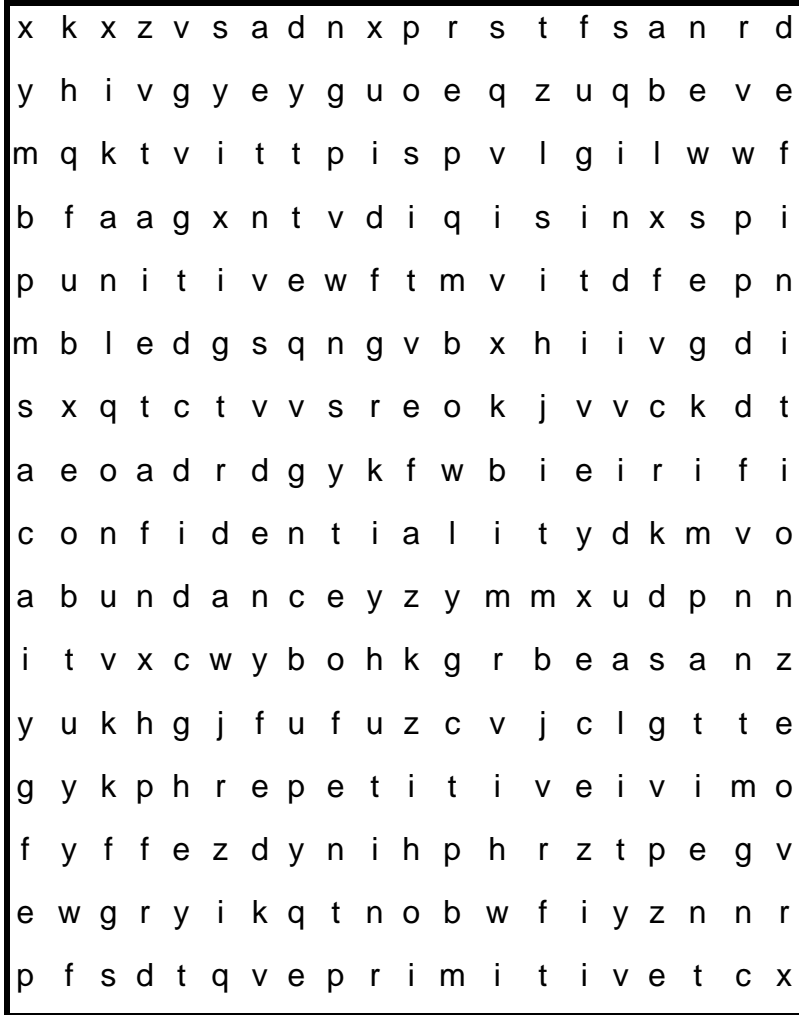 x k x z v s a d n x p r s t f s a n r d
y h i v g y e y g u o e q z u q b e v e
m q k t v i t t p i s p v l g i l w w f
b f a a g x n t v d i q i s i n x s p i
p u n i t i v e w f t m v i t d f e p n
m b l e d g s q n g v b x h i i v g d i
s x q t c t v v s r e o k j v v c k d t
a e o a d r d g y k f w b i e i r i f i
c o n f i d e n t i a l i t y d k m v o
a b u n d a n c e y z y m m x u d p n n
i t v x c w y b o h k g r b e a s a n z
y u k h g j f u f u z c v j c l g t t e
g y k p h r e p e t i t i v e i v i m o
f y f f e z d y n i h p h r z t p e g v
e w g r y i k q t n o b w f i y z n n r
p f s d t q v e p r i m i t i v e t c x